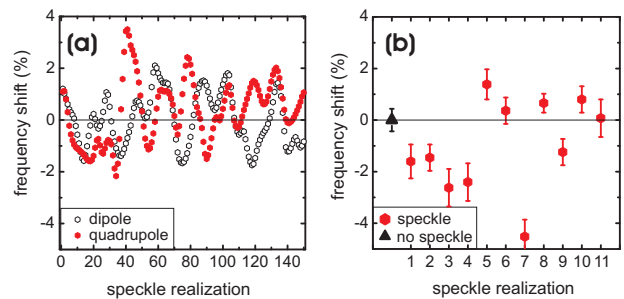 (a)
frequency shift (%)
4
2
0
-2
-4
dipole
quadrupole
0 20 40 60 80 100 120 140
speckle realization
(b)
frequency shift (%)
4
2
0
-2
-4
speckle
no speckle
1 2 3 4 5 6 7 8 9 10 11
speckle realization